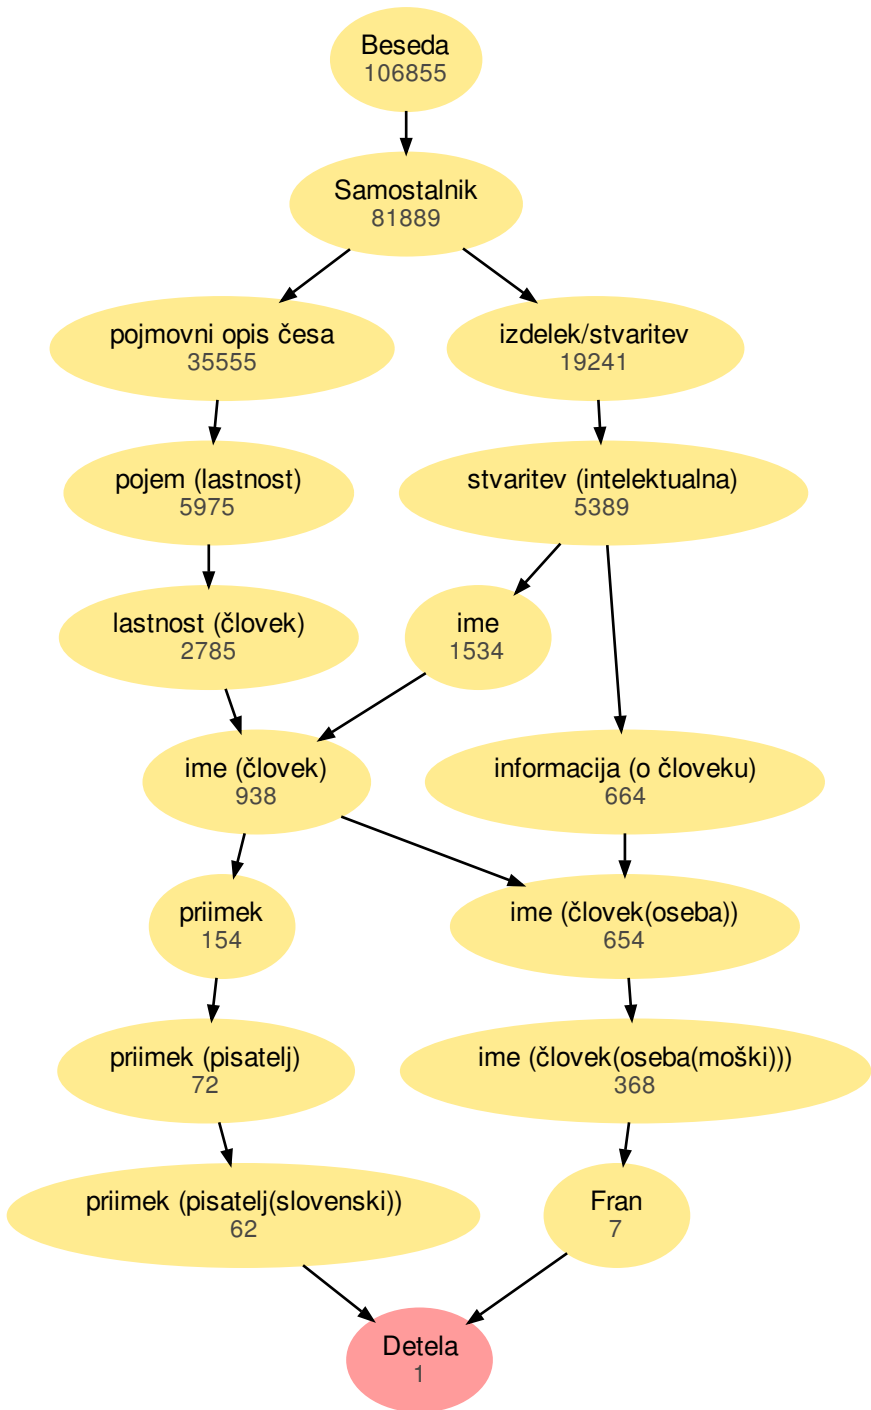 Beseda
106855
Samostalnik
81889
pojmovni opis česa
35555
izdelek/stvaritev
19241
pojem (lastnost)
5975
stvaritev (intelektualna)
5389
lastnost (človek)
2785
ime
1534
ime (človek)
938
informacija (o človeku)
664
priimek
154
ime (človek(oseba))
654
priimek (pisatelj)
72
ime (človek(oseba(moški)))
368
priimek (pisatelj(slovenski))
62
Fran
7
Detela
1